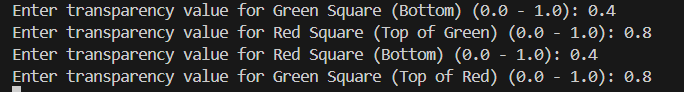 Enter transparency value for Green Square (Bottom) (0.0 - 1.0): 0.4
Enter transparency value for Red Square (Top of Green) (0.0 - 1.0): 0.8
Enter transparency value for Red Square (Bottom) (0.0 - 1.0): 0.4
Enter transparency value for Green Square (Top of Red) (0.0 - 1.0): 0.8